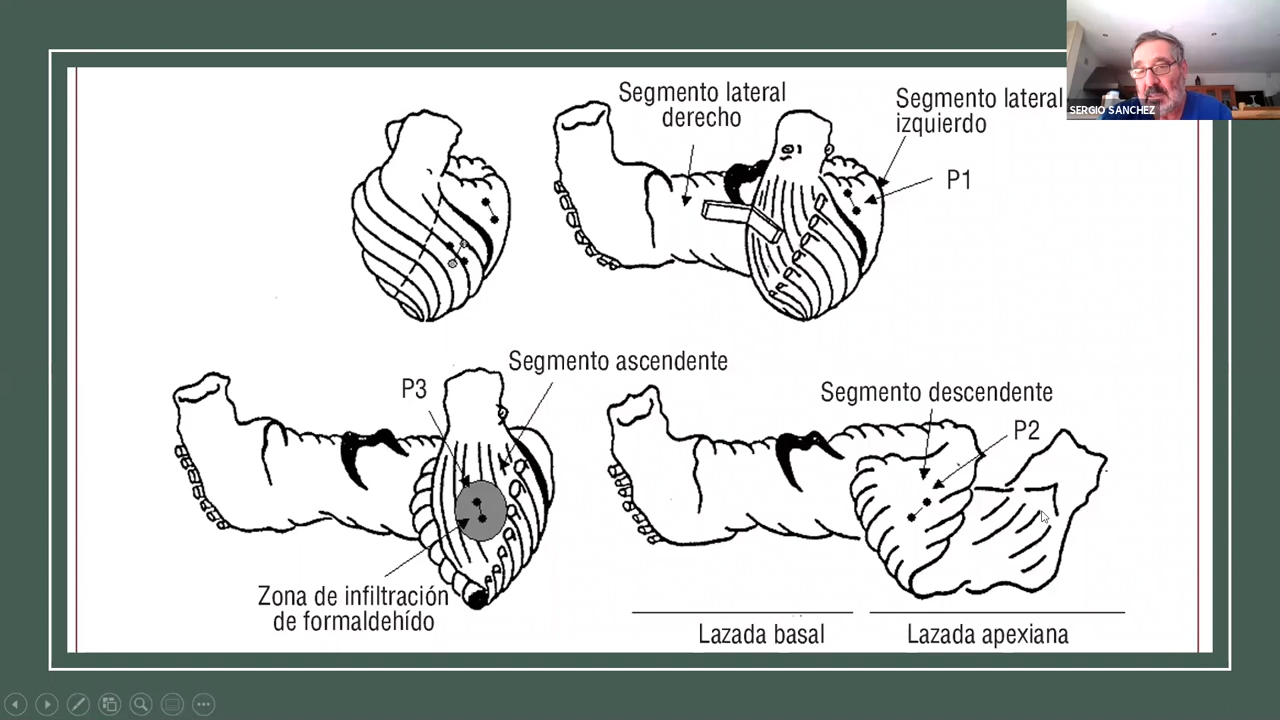 Segmento lateral
derecho
Segmento lateral
izquierdo
SERGIO SANCHEZ
P1
Segmento ascendente
P3
Segmento descendente
P2
Zona de infiltración
de formaldehído
Lazada basal
Lazada apexiana